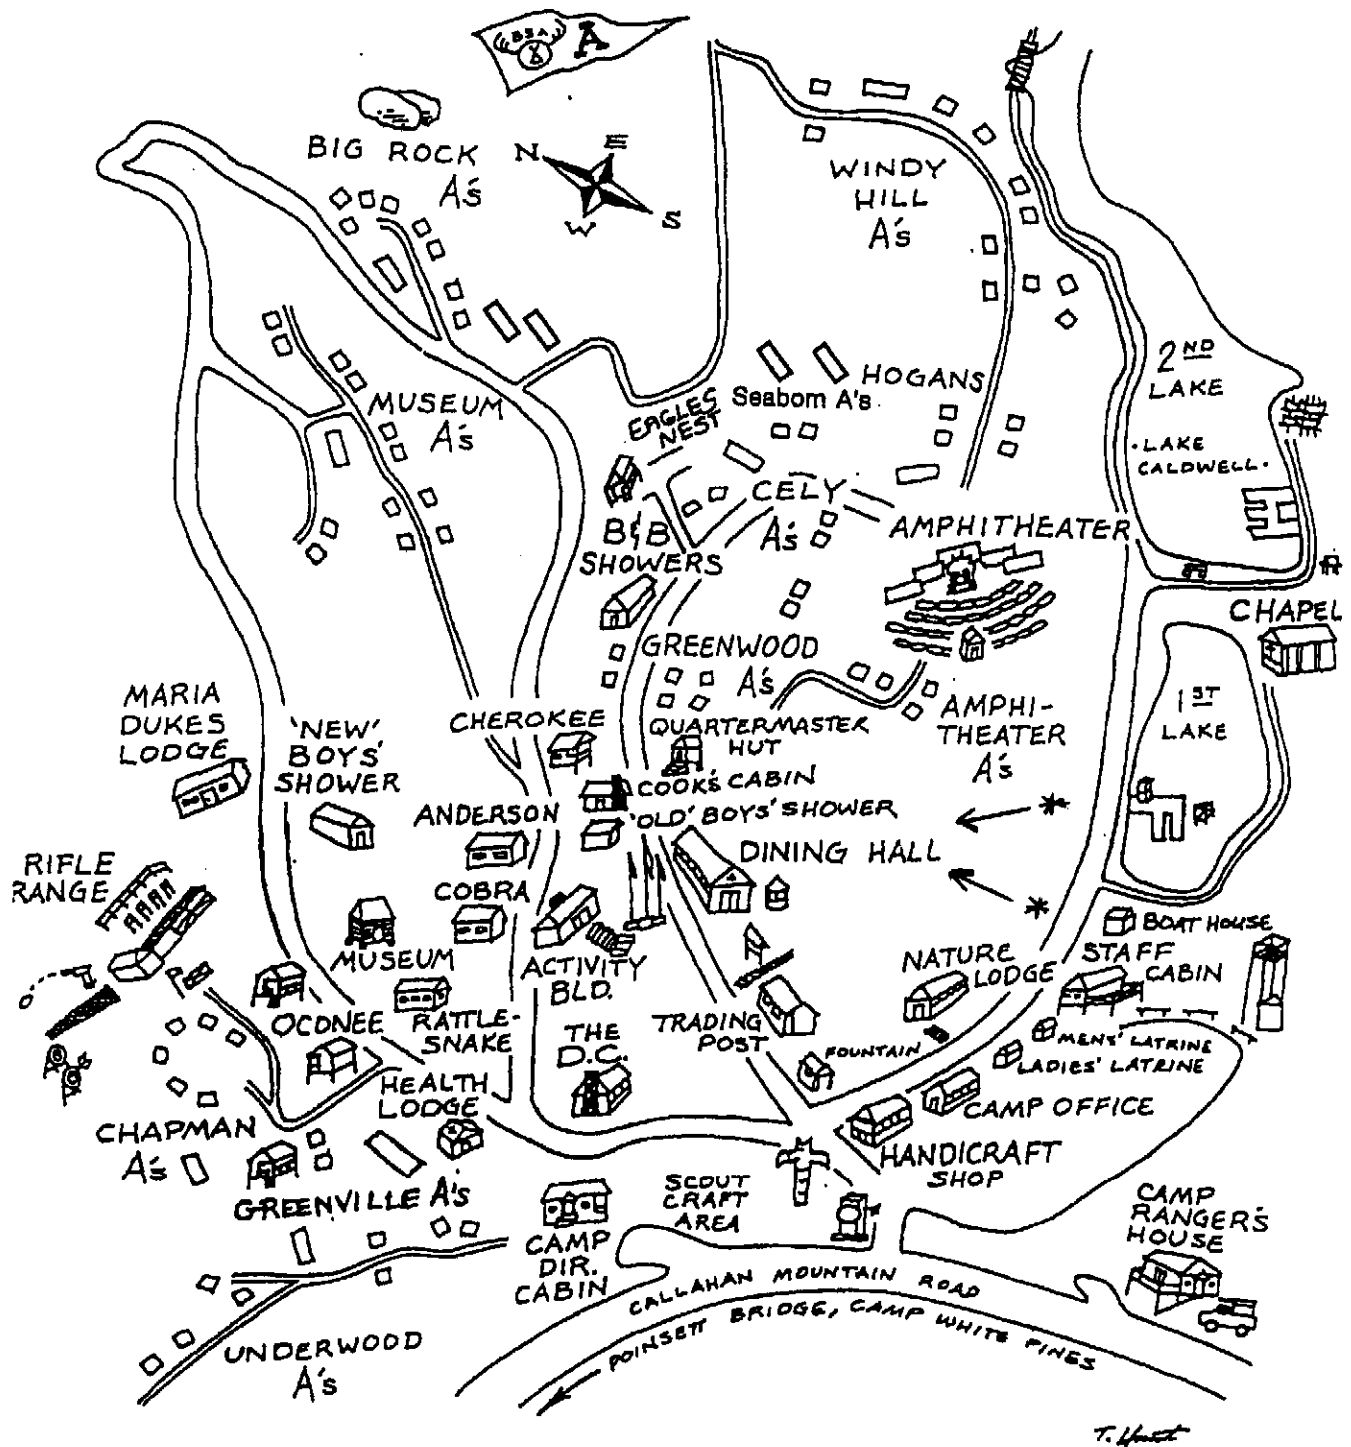 BSA
A
BIG ROCK
A's
N
E
W
S
WINDY
HILL
A's
2ND
LAKE
LAKE
CALDWELL
MUSEUM
A's
EAGLES
NEST
Seaborn A's
HOGANS
CELY
A's
B&B
SHOWERS
AMPHITHEATER
CHAPEL
GREENWOOD
A's
1ST
LAKE
AMPHI-
THEATER
A's
MARIA
DUKES
LODGE
'NEW'
BOYS'
SHOWER
CHEROKEE
QUARTERMASTER
HUT
COOK'S CABIN
'OLD' BOYS' SHOWER
ANDERSON
DINING HALL
RIFLE
RANGE
COBRA
MUSEUM
ACTIVITY
BLD.
BOAT HOUSE
NATURE
LODGE
STAFF
CABIN
OCONEE
RATTLE-
SNAKE
THE
D.C.
TRADING
POST
FOUNTAIN
MENS' LATRINE
LADIES' LATRINE
HEALTH
LODGE
CAMP OFFICE
CHAPMAN
A's
HANDICRAFT
SHOP
GREENVILLE A's
SCOUT
CRAFT
AREA
CAMP
RANGER'S
HOUSE
CAMP
DIR.
CABIN
CALLAHAN MOUNTAIN ROAD
POINSETT BRIDGE, CAMP WHITE PINES
UNDERWOOD
A's